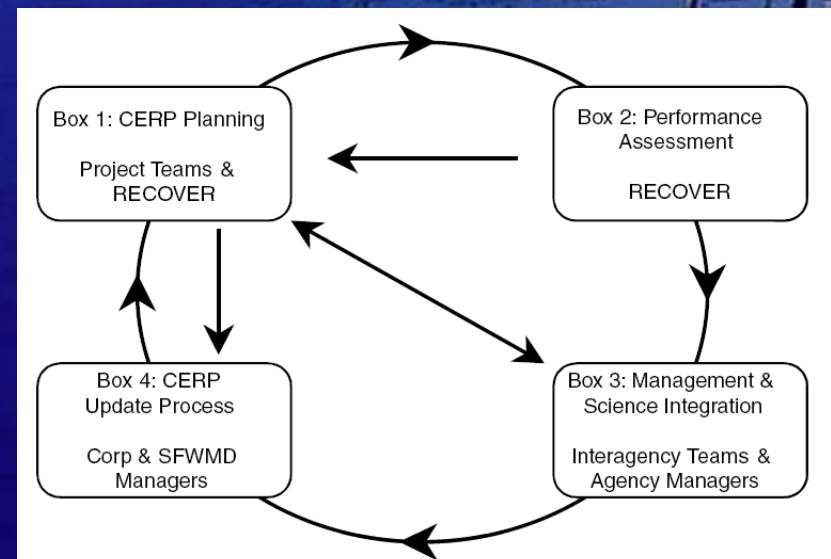 Box 1: CERP Planning
Project Teams &
RECOVER
Box 2: Performance
Assessment
RECOVER
Box 4: CERP
Update Process
Corp & SFWMD
Managers
Box 3: Management &
Science Integration
Interagency Teams &
Agency Managers